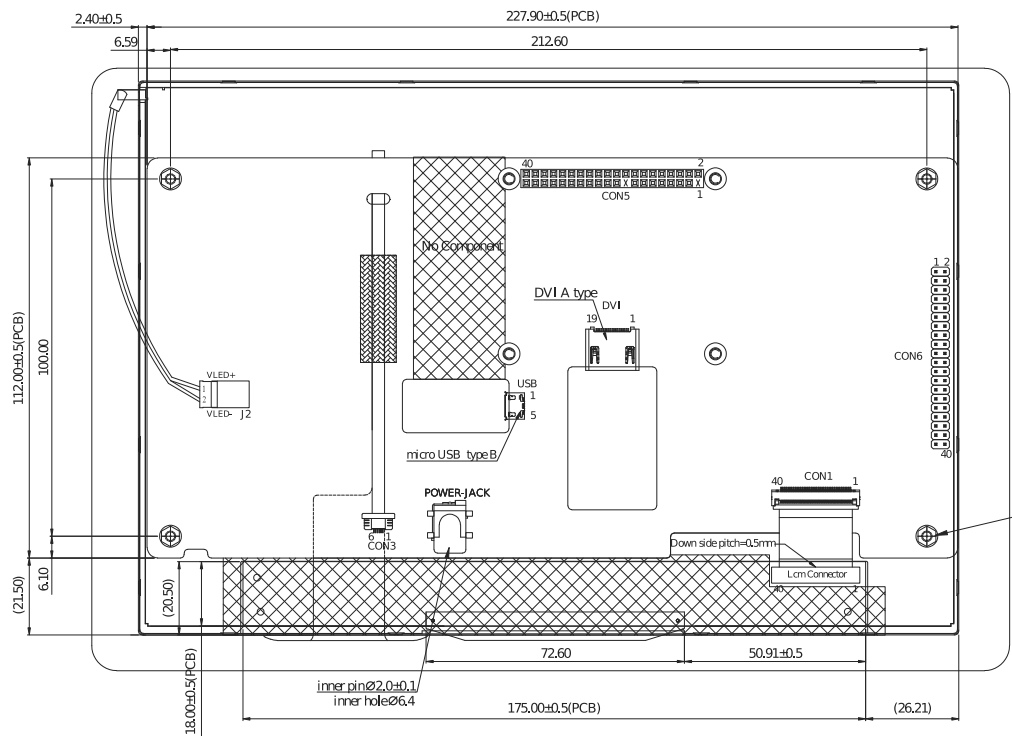 2.40±0.5
227.90±0.5(PCB)
6.59
212.60
40
2
CON5
1
No Component
1 2
DVI A type
DVI
19 1
CON6
112.00±0.5(PCB)
100.00
VLED+
1
2
VLED- J2
USB
1
5
micro USB type B
40
CON1
40 1
POWER-JACK
6 1
CON3
Down side pitch=0.5mm
Lcm Connector
40 1
6.10
(21.50)
(20.50)
18.00±0.5(PCB)
72.60
50.91±0.5
inner pin Ø2.0±0.1
inner hole Ø6.4
175.00±0.5(PCB)
(26.21)